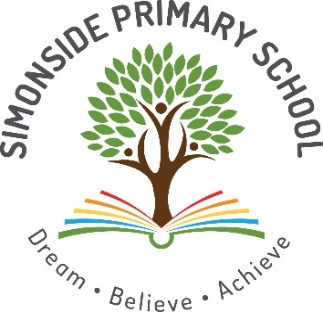 SIMONSIDE PRIMARY SCHOOL
Dream • Believe • Achieve